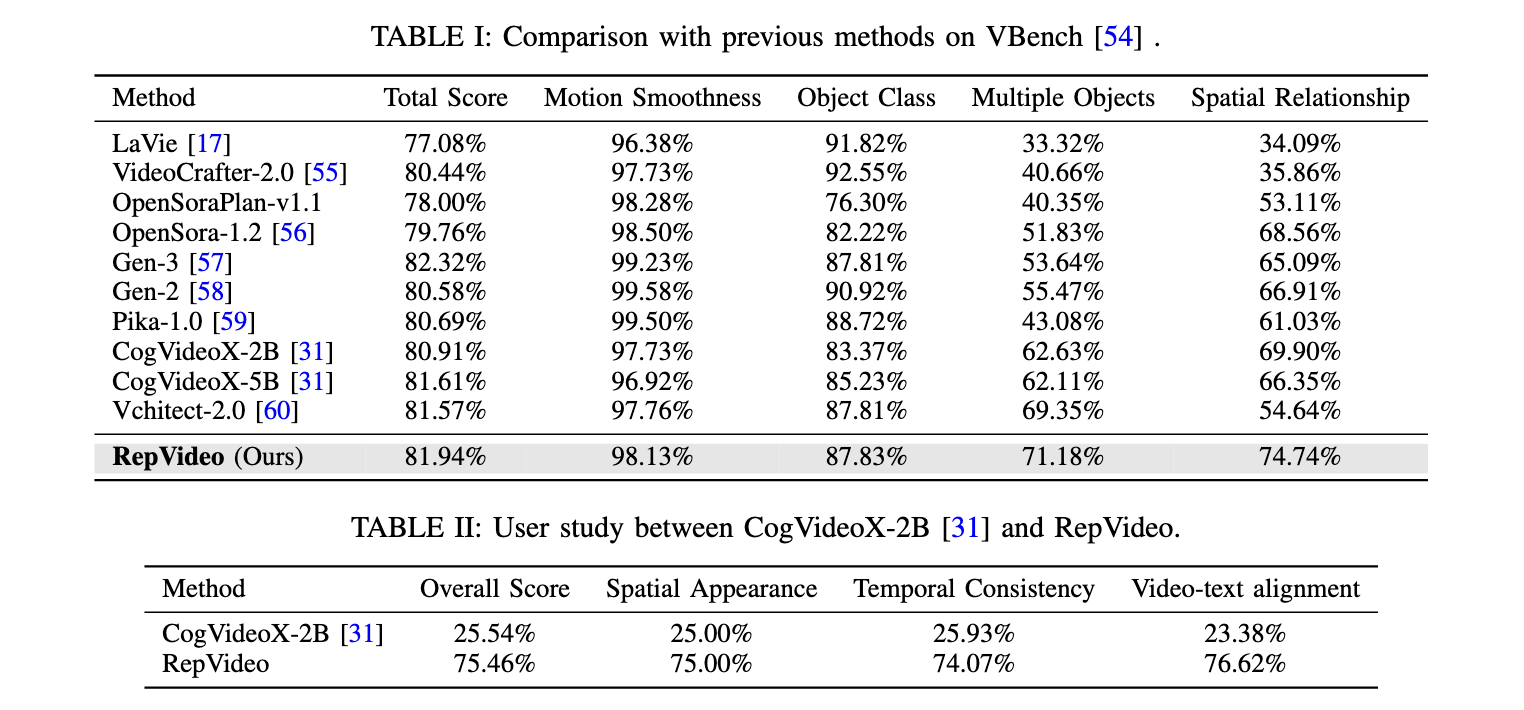 TABLE I: Comparison with previous methods on VBench [54] .
Method Total Score Motion Smoothness Object Class Multiple Objects Spatial Relationship
LaVie [17] 77.08% 96.38% 91.82% 33.32% 34.09%
VideoCrafter-2.0 [55] 80.44% 97.73% 92.55% 40.66% 35.86%
OpenSoraPlan-v1.1 78.00% 98.28% 76.30% 40.35% 53.11%
OpenSora-1.2 [56] 79.76% 98.50% 82.22% 51.83% 68.56%
Gen-3 [57] 82.32% 99.23% 87.81% 53.64% 65.09%
Gen-2 [58] 80.58% 99.58% 90.92% 55.47% 66.91%
Pika-1.0 [59] 80.69% 99.50% 88.72% 43.08% 61.03%
CogVideoX-2B [31] 80.91% 97.73% 83.37% 62.63% 69.90%
CogVideoX-5B [31] 81.61% 96.92% 85.23% 62.11% 66.35%
Vchitect-2.0 [60] 81.57% 97.76% 87.81% 69.35% 54.64%
RepVideo (Ours) 81.94% 98.13% 87.83% 71.18% 74.74%
TABLE II: User study between CogVideoX-2B [31] and RepVideo.
Method Overall Score Spatial Appearance Temporal Consistency Video-text alignment
CogVideoX-2B [31] 25.54% 25.00% 25.93% 23.38%
RepVideo 75.46% 75.00% 74.07% 76.62%